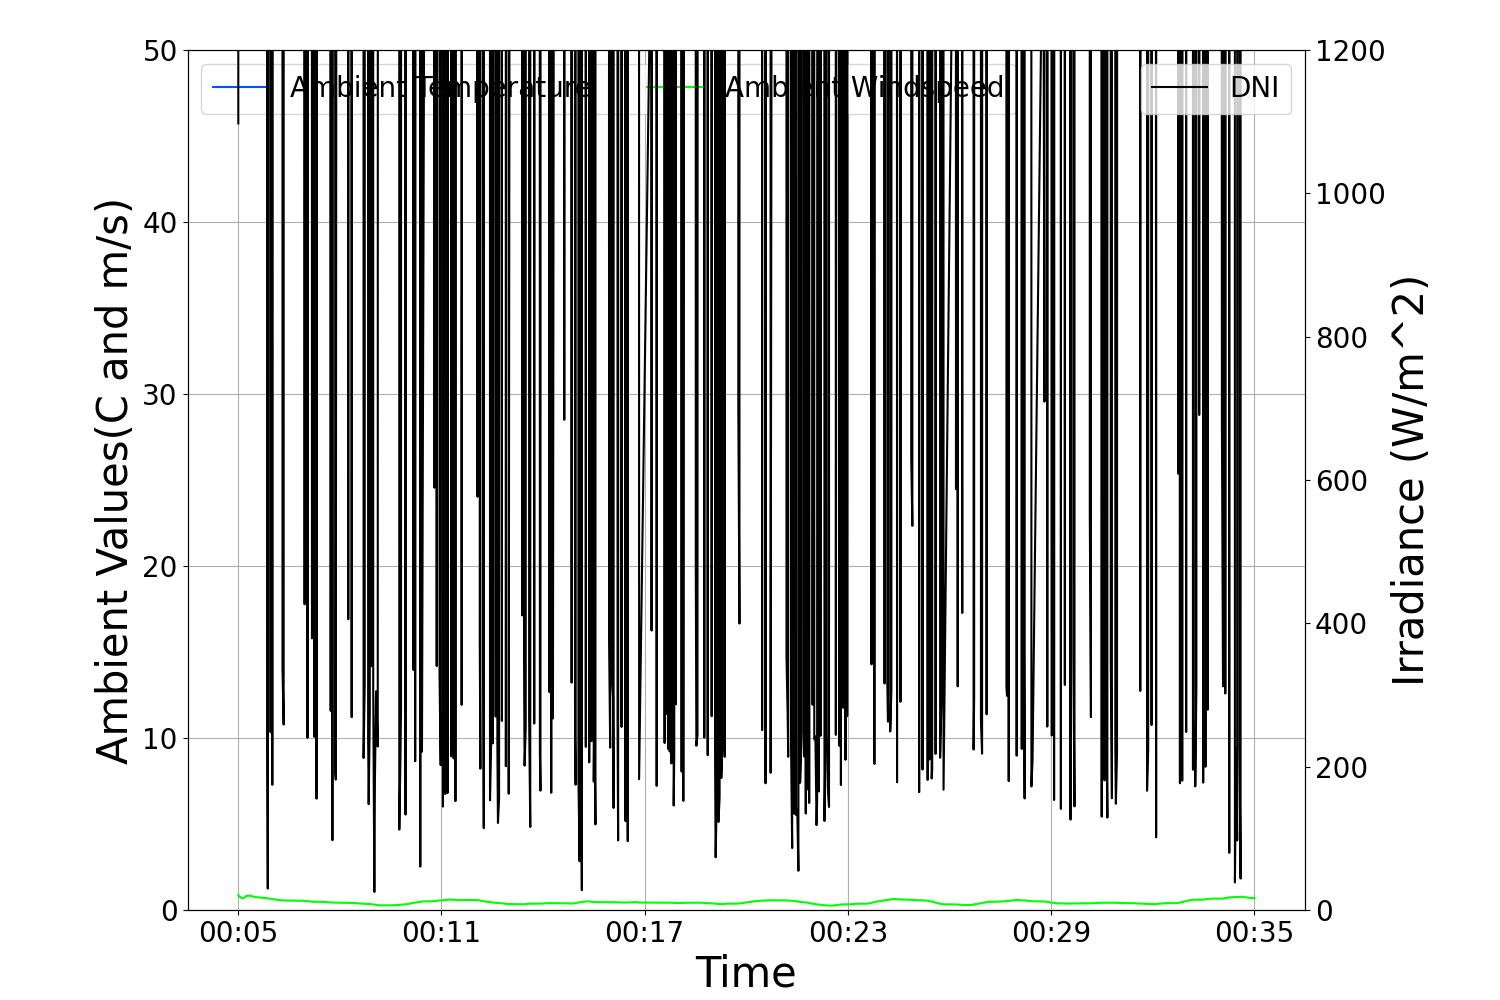 50
40
30
20
10
0
Ambient Values(C and m/s)
Ambient Temperature
Ambient Windspeed
DNI
1200
1000
800
600
400
200
0
Irradiance (W/m^2)
00:05 00:11 00:17 00:23 00:29 00:35
Time